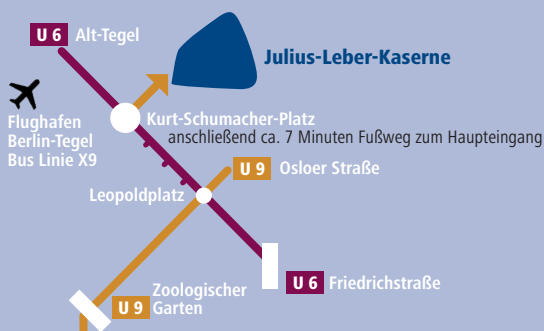 U 6 Alt-Tegel
Julius-Leber-Kaserne
Flughafen
Berlin-Tegel
Bus Linie X9
Kurt-Schumacher-Platz
anschließend ca. 7 Minuten Fußweg zum Haupteingang
U 9 Osloer Straße
Leopoldplatz
U 6 Friedrichstraße
Zoologischer
U 9 Garten